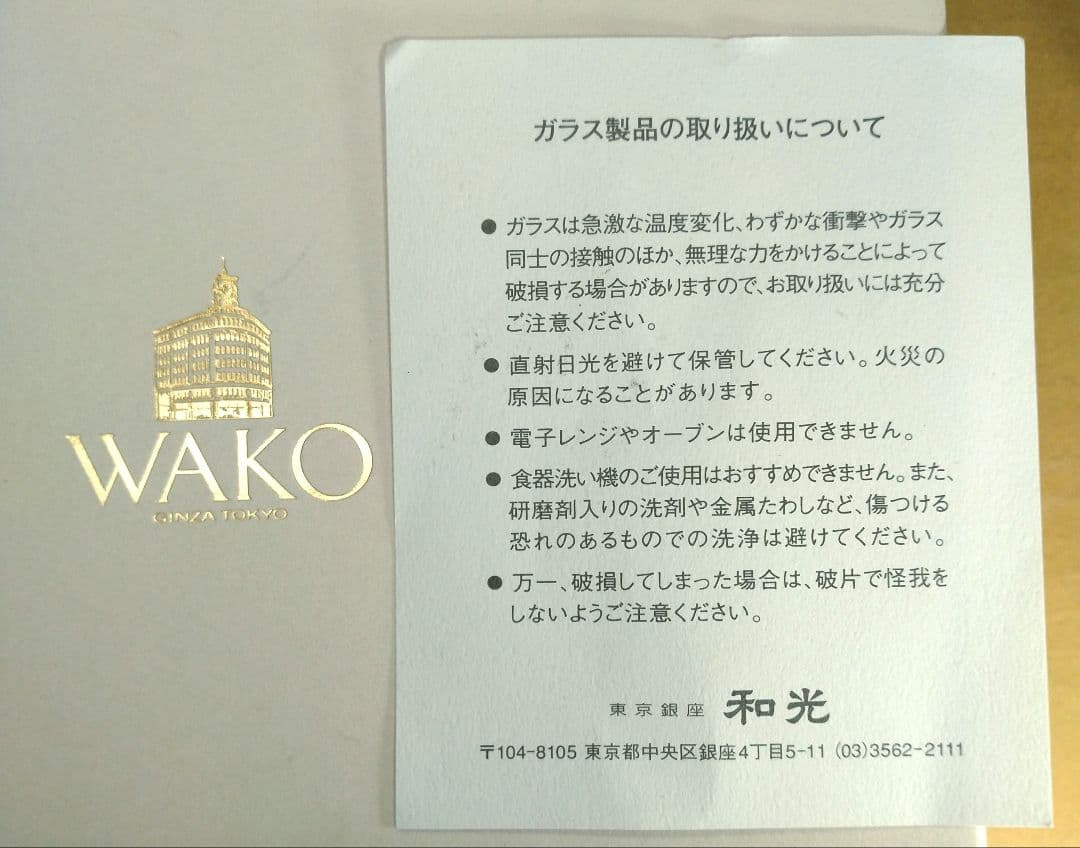 WAKO
GINZA TOKYO
ガラス製品の取り扱いについて
● ガラスは急激な温度変化、わずかな衝撃やガラス
同士の接触のほか、無理な力をかけることによって
破損する場合がありますので、お取り扱いには充分
ご注意ください。
● 直射日光を避けて保管してください。火災の
原因になることがあります。
● 電子レンジやオーブンは使用できません。
● 食器洗い機のご使用はおすすめできません。また、
研磨剤入りの洗剤や金属たわしなど、傷つける
恐れのあるものでの洗浄は避けてください。
● 万一、破損してしまった場合は、破片で怪我を
しないようご注意ください。
東京銀座 和光
〒104-8105 東京都中央区銀座4丁目5-11 (03)3562-2111